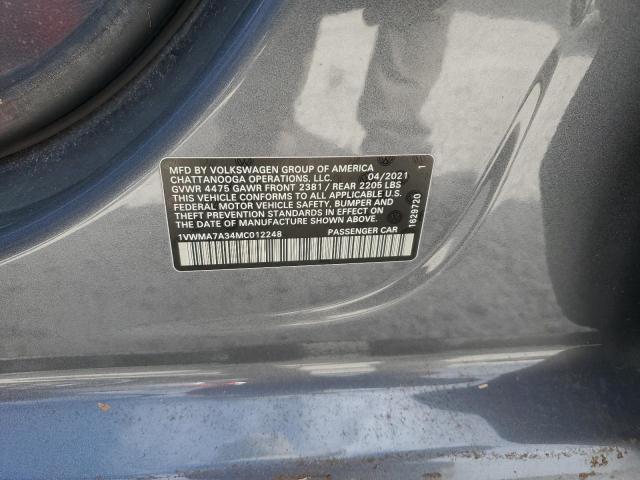 MFD BY VOLKSWAGEN GROUP OF AMERICA
CHATTANOOGA OPERATIONS, LLC. 04/2021
GVWR 4475 GAWR FRONT 2381 / REAR 2205 LBS
THIS VEHICLE CONFORMS TO ALL APPLICABLE U.S.
FEDERAL MOTOR VEHICLE SAFETY, BUMPER AND
THEFT PREVENTION STANDARDS IN EFFECT ON
THE DATE OF MANUFACTURE SHOWN ABOVE.
1VWMA7A34MC012248 PASSENGER CAR
1629720 1